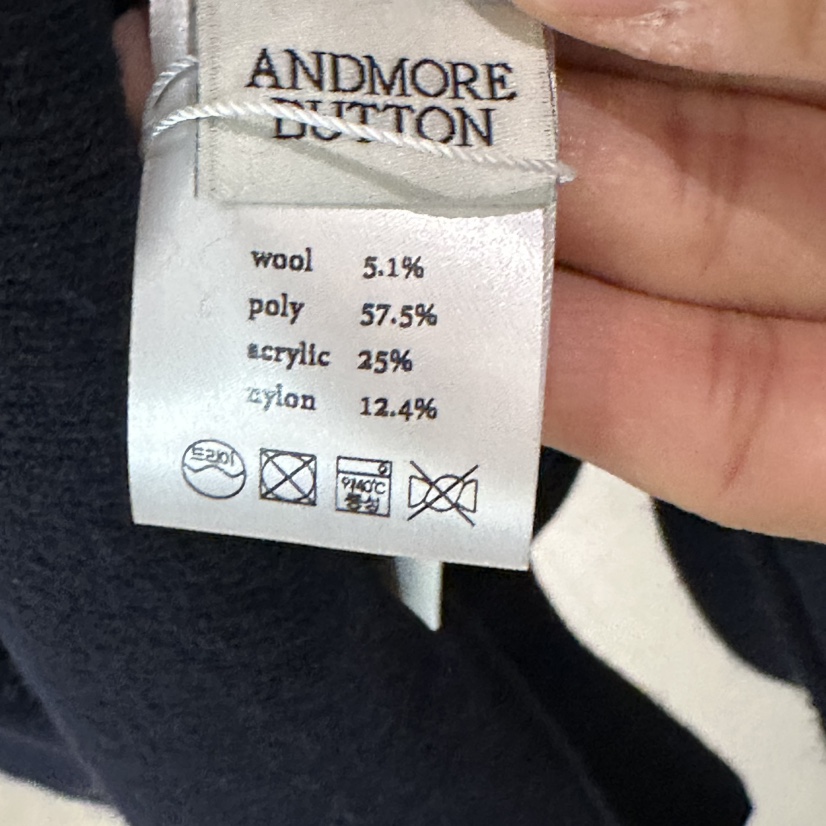 ANDMORE
BUTTON
wool 5.1%
poly 57.5%
acrylic 25%
nylon 12.4%
드라이
약40℃
중성